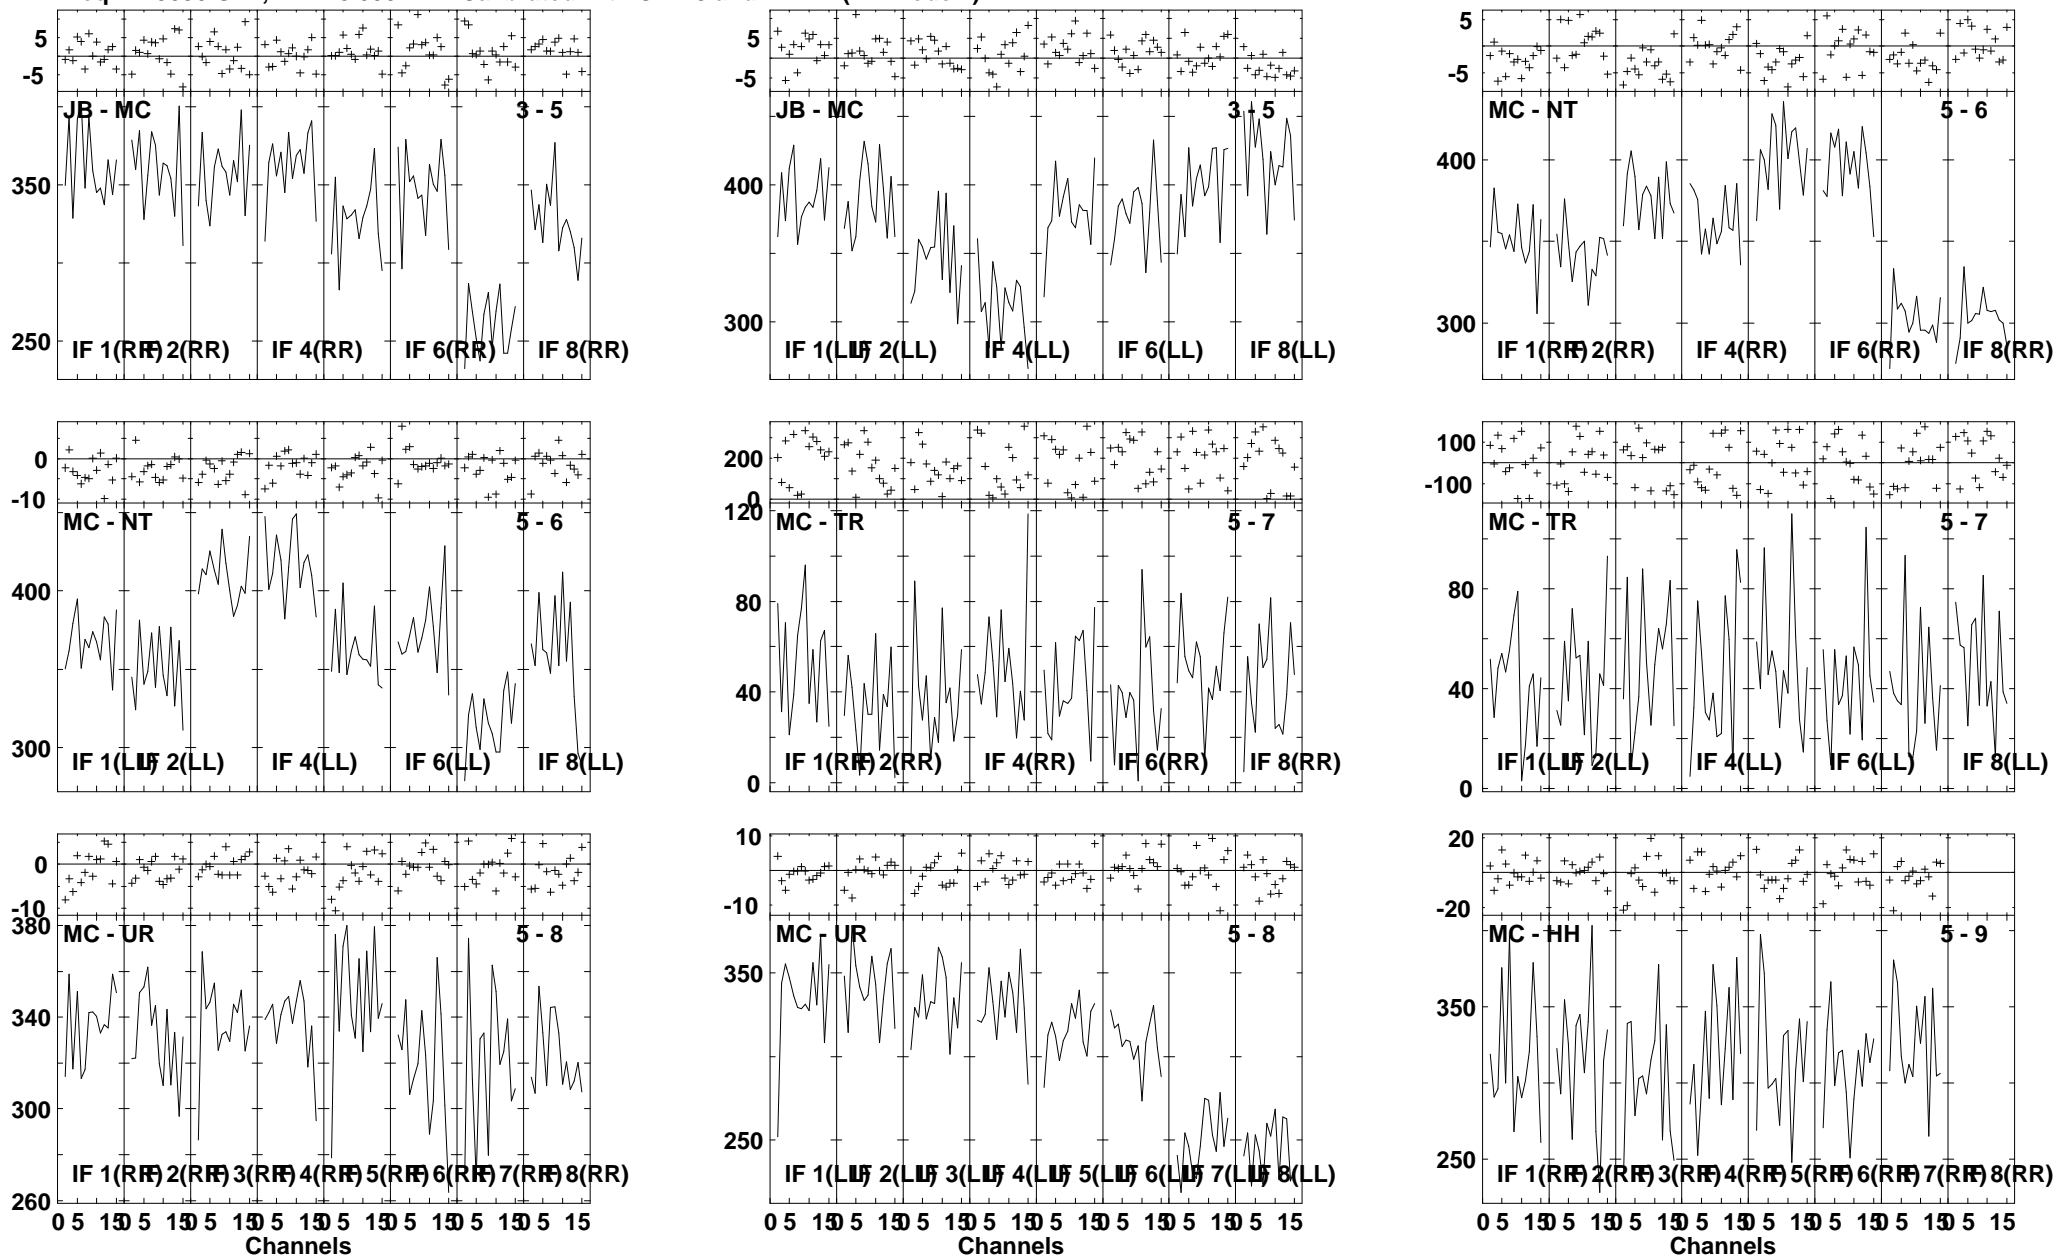 5
-5
JB - MC 3 - 5
350
250
IF 1(RR) IF 2(RR) IF 4(RR) IF 6(RR) IF 8(RR)
5
-5
JB - MC 3 - 5
400
300
IF 1(LL) IF 2(LL) IF 4(LL) IF 6(LL) IF 8(LL)
5
-5
MC - NT 5 - 6
400
300
IF 1(RR) IF 2(RR) IF 4(RR) IF 6(RR) IF 8(RR)
0
-10
MC - NT 5 - 6
400
300
IF 1(LL) IF 2(LL) IF 4(LL) IF 6(LL) IF 8(LL)
200
0
120
MC - TR 5 - 7
80
40
0
IF 1(RR) IF 2(RR) IF 4(RR) IF 6(RR) IF 8(RR)
100
-100
MC - TR 5 - 7
80
40
0
IF 1(LL) IF 2(LL) IF 4(LL) IF 6(LL) IF 8(LL)
0
-10
380
MC - UR 5 - 8
340
300
260
IF 1(RR) IF 2(RR) IF 3(RR) IF 4(RR) IF 5(RR) IF 6(RR) IF 7(RR) IF 8(RR)
0 5 15 0 5 15 0 5 15 0 5 15 0 5 15 0 5 15 0 5 15 0 5 15
Channels
10
-10
MC - UR 5 - 8
350
250
IF 1(LL) IF 2(LL) IF 3(LL) IF 4(LL) IF 5(LL) IF 6(LL) IF 7(LL) IF 8(LL)
0 5 15 0 5 15 0 5 15 0 5 15 0 5 15 0 5 15 0 5 15 0 5 15
Channels
20
-20
MC - HH 5 - 9
350
250
IF 1(RR) IF 2(RR) IF 3(RR) IF 4(RR) IF 5(RR) IF 6(RR) IF 7(RR) IF 8(RR)
0 5 15 0 5 15 0 5 15 0 5 15 0 5 15 0 5 15 0 5 15 0 5 15
Channels